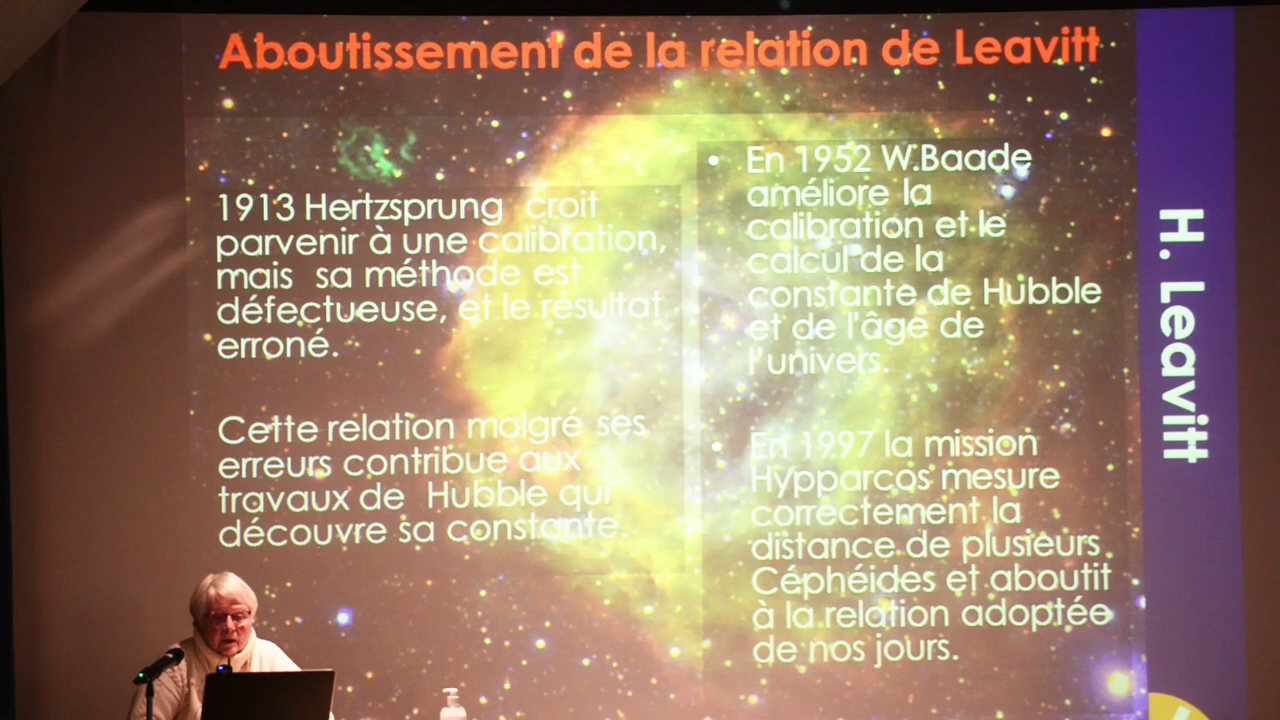 Aboutissement de la relation de Leavitt
1913 Hertzsprung croit
parvenir à une calibration,
mais sa méthode est
défectueuse, et le résultat
erroné.
Cette relation malgré ses
erreurs contribue aux
travaux de Hubble qui
découvre sa constante.
• En 1952 W.Baade
améliore la
calibration et le
calcul de la
constante de Hubble
et de l'âge de
l'univers.
• En 1997 la mission
Hypparcos mesure
correctement la
distance de plusieurs
Céphéides et aboutit
à la relation adoptée
de nos jours.
H. Leavitt